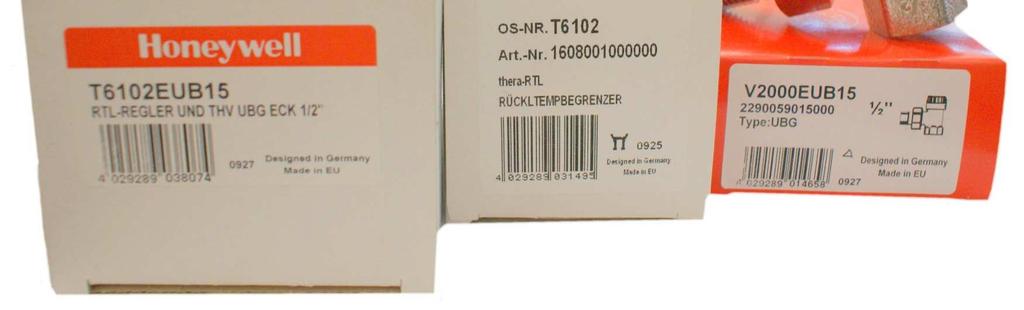 Honeywell
T6102EUB15
RTL-REGLER UND THV UBG ECK 1/2"
0927
Designed in Germany
Made in EU
4 029289 038074
OS-NR. T6102
Art.-Nr. 1608001000000
thera-RTL
RÜCKLTEMPBEGRENZER
0925
Designed in Germany
Made in EU
4 029289 031495
V2000EUB15
2290059015000
Type:UBG
1/2"
Designed in Germany
Made in EU
4 029289 014658
0927